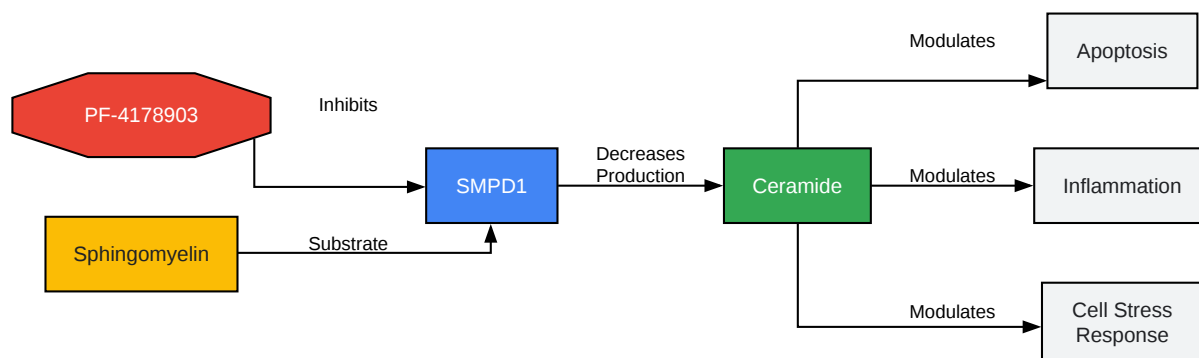 Modulates
Apoptosis
PF-4178903
Inhibits
Decreases
Production
SMPD1
Ceramide
Modulates
Inflammation
Sphingomyelin
Substrate
Modulates
Cell Stress
Response